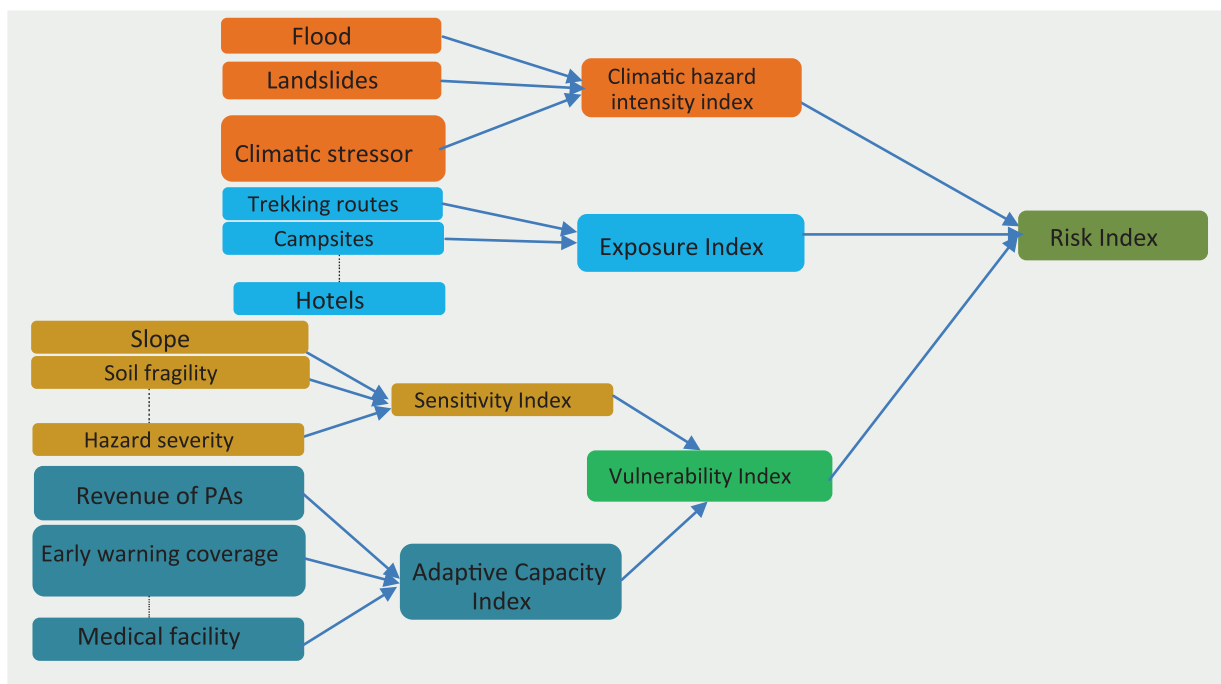 Flood
Landslides
Climatic stressor
Climatic hazard
intensity index
Trekking routes
Campsites
Hotels
Exposure Index
Risk Index
Slope
Soil fragility
Hazard severity
Sensitivity Index
Vulnerability Index
Revenue of PAs
Early warning coverage
Medical facility
Adaptive Capacity
Index